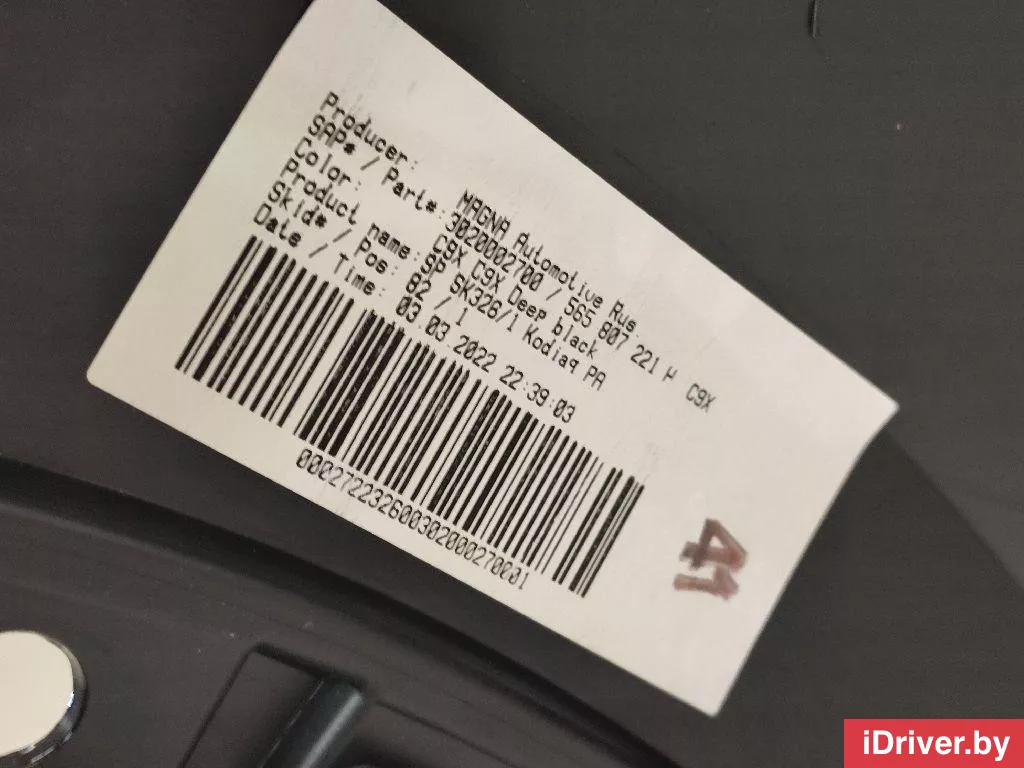 Producer: MAGNA Automotive Rus
SAP# / Part#: 3020002700 / 565 807 221 H C9X
Color: C9X C9X Deep black
Product name: SP SK326/1 Kodiaq PA
Skid# / Pos: 82 / 1
Date / Time: 03.03.2022 22:39:03
000272232600302000270001
41
iDriver.by